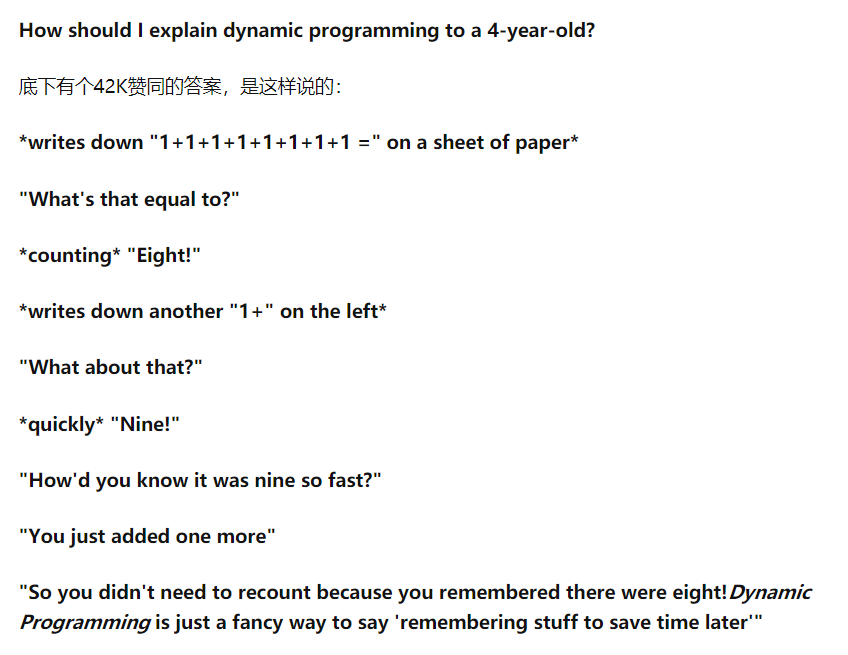 How should I explain dynamic programming to a 4-year-old?
底下有个42K赞同的答案，是这样说的：
*writes down "1+1+1+1+1+1+1+1 =" on a sheet of paper*
"What's that equal to?"
*counting* "Eight!"
*writes down another "1+" on the left*
"What about that?"
*quickly* "Nine!"
"How'd you know it was nine so fast?"
"You just added one more"
"So you didn't need to recount because you remembered there were eight!Dynamic
Programming is just a fancy way to say 'remembering stuff to save time later'"